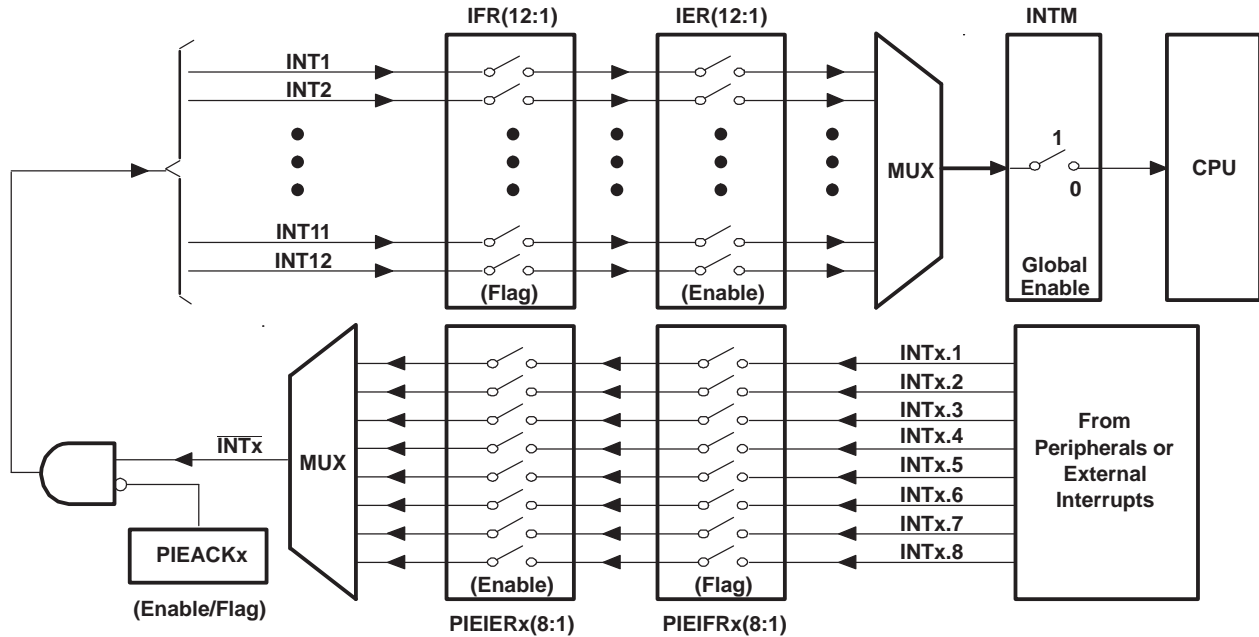 IFR(12:1)
IER(12:1)
INTM
INT1
INT2
1
MUX
CPU
0
INT11
INT12
Global
Enable
(Flag)
(Enable)
INTx.1
INTx.2
INTx.3
From
Peripherals or
External
Interrupts
INTx
MUX
INTx.4
INTx.5
INTx.6
INTx.7
INTx.8
PIEACKx
(Enable)
(Flag)
(Enable/Flag)
PIEIERx(8:1)
PIEIFRx(8:1)